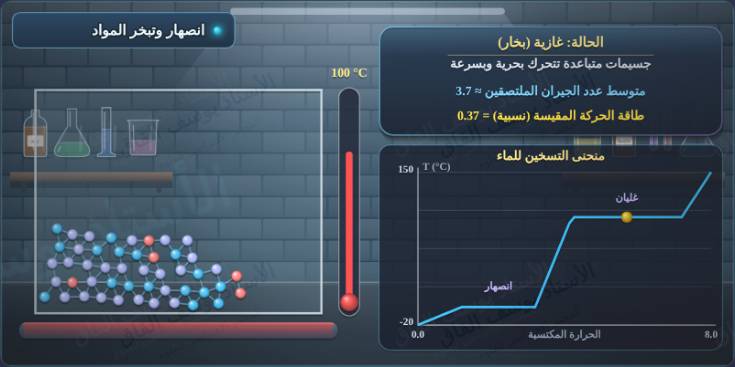 انصهار وتبخر المواد
الحالة: غازية (بخار)
جسيمات متباعدة تتحرك بحرية وبسرعة
متوسط عدد الجيران الملتصقين ≈ 3.7
طاقة الحركة المقيسة (نسبية) = 0.37
100 °C
منحنى التسخين للماء
T (°C)
150
غليان
انصهار
-20
0.0
الحرارة المكتسبة
8.0